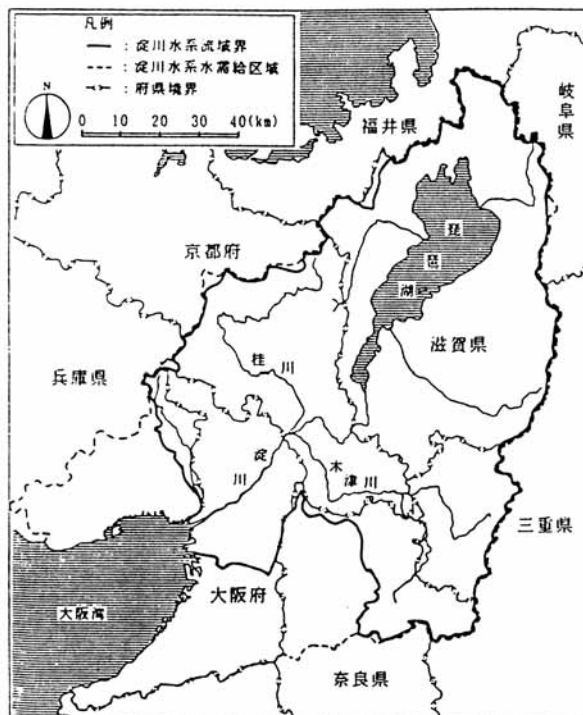 凡例
：淀川水系流域界
：淀川水系水需給区域
：府県境界
N
0 10 20 30 40(km)
福井県
岐阜県
京都府
琵琶湖
滋賀県
兵庫県
桂川
淀川
木津川
三重県
大阪湾
大阪府
奈良県